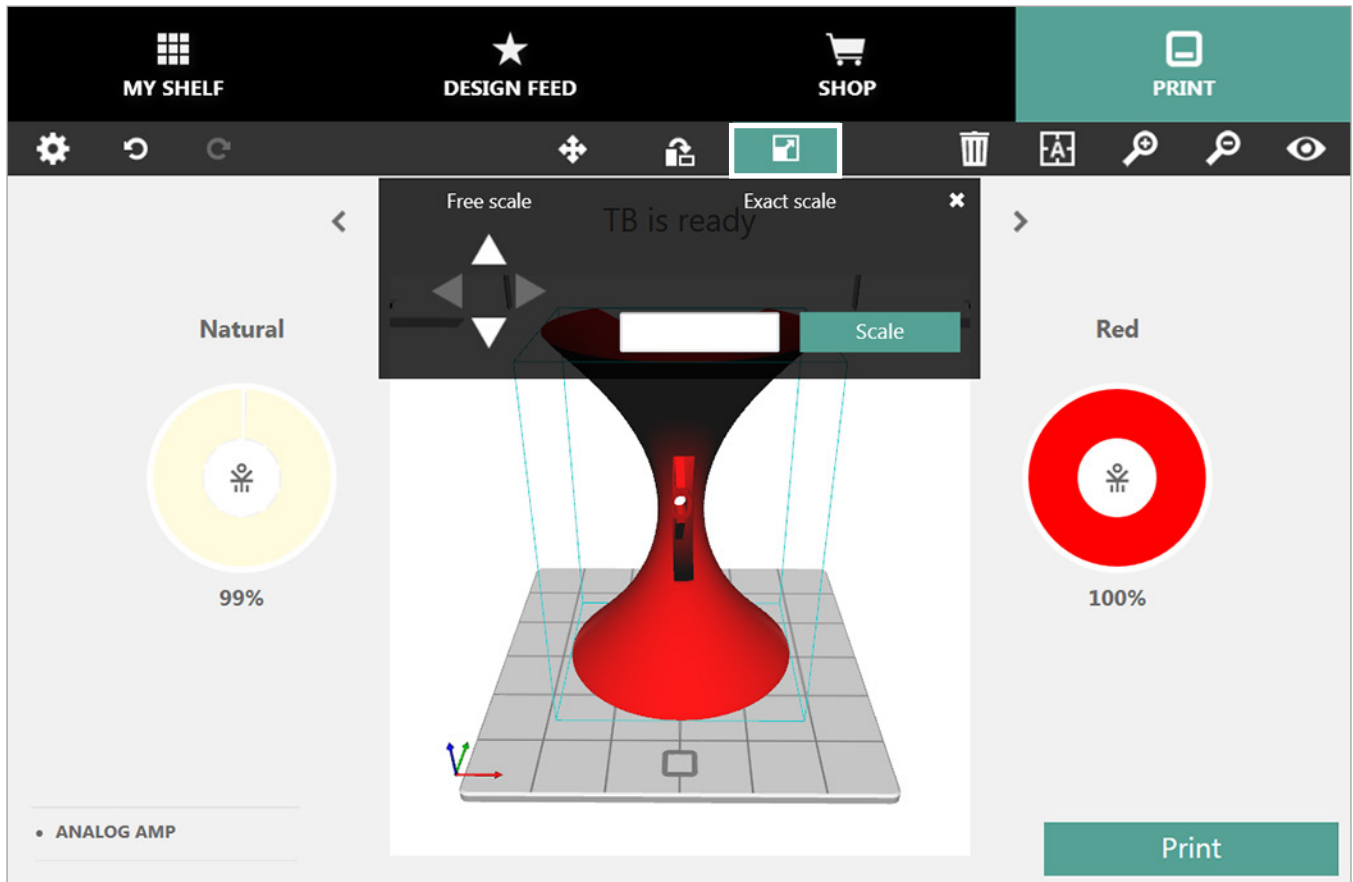 MY SHELF
DESIGN FEED
SHOP
PRINT
A
Free scale
Exact scale
TB is ready
Scale
Natural
Red
99%
100%
• ANALOG AMP
Print